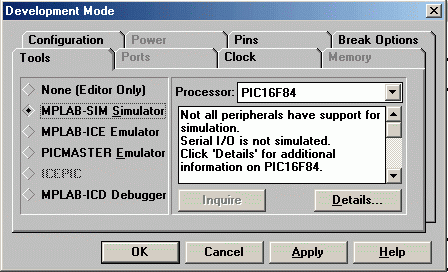 Development Mode
Configuration Power Pins Break Options
Tools Ports Clock Memory
None (Editor Only)
MPLAB-SIM Simulator
MPLAB-ICE Emulator
PICMASTER Emulator
ICEPIC
MPLAB-ICD Debugger
Processor: PIC16F84
Not all peripherals have support for
simulation.
Serial I/O is not simulated.
Click 'Details' for additional
information on PIC16F84.
Inquire Details...
OK Cancel Apply Help